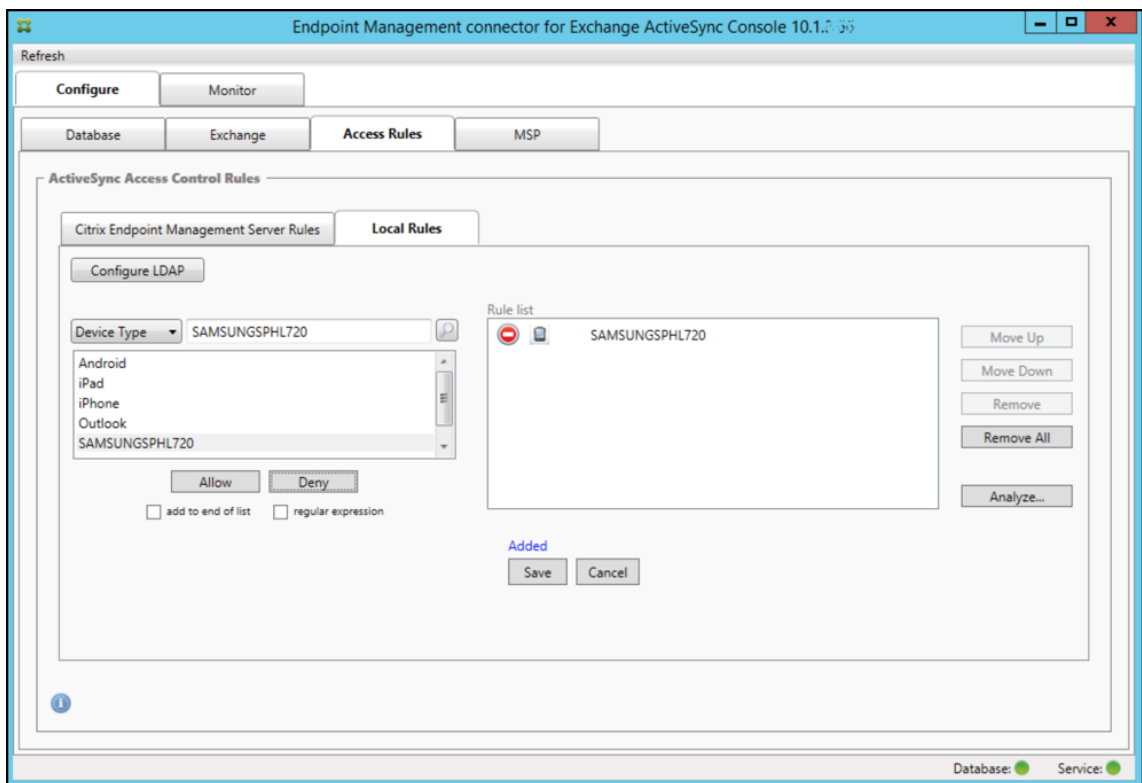 Endpoint Management connector for Exchange ActiveSync Console 10.1.
Refresh
Configure Monitor
Database Exchange Access Rules MSP
ActiveSync Access Control Rules
Citrix Endpoint Management Server Rules Local Rules
Configure LDAP
Rule list
Device Type SAMSUNGSPHL720
SAMSUNGSPHL720
Move Up
Android
iPad
Move Down
iPhone
Remove
Outlook
SAMSUNGSPHL720
Remove All
Allow Deny
Analyze...
add to end of list regular expression
Added
Save Cancel
Database: Service: